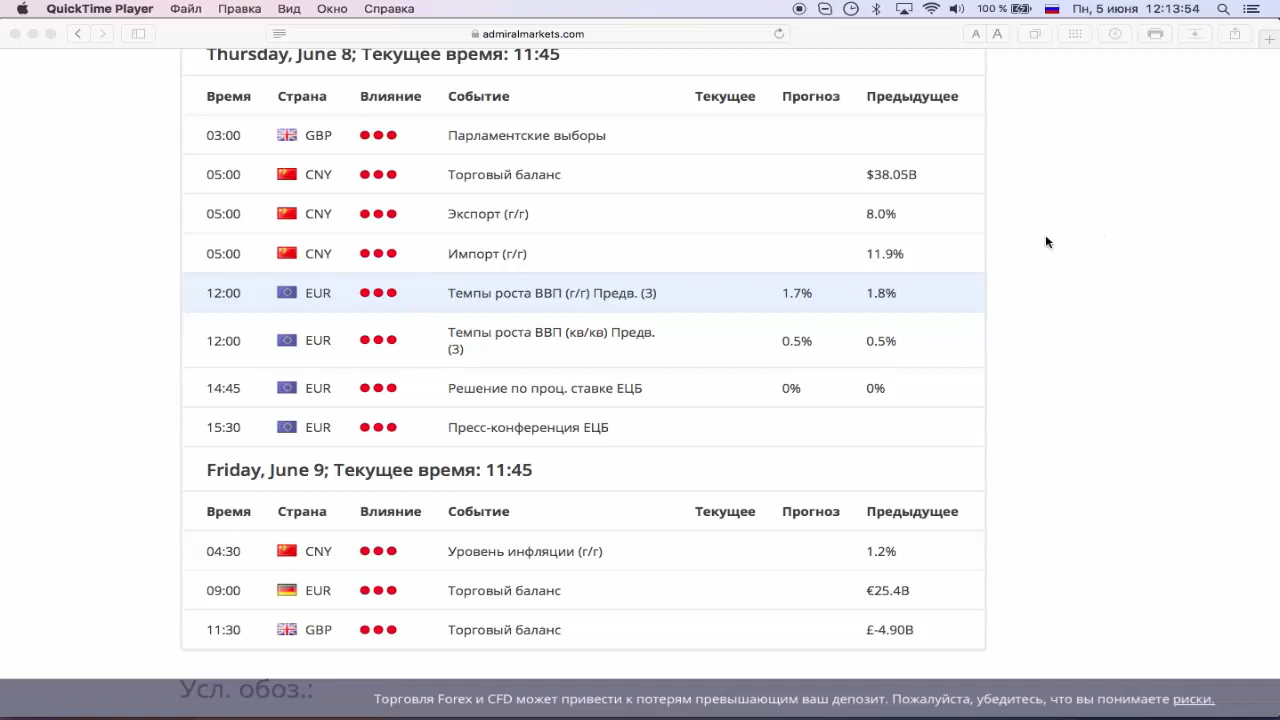 QuickTime Player Файл Правка Вид Окно Справка 100 % Пн, 5 июня 12:13:54
admiralmarkets.com A A
Thursday, June 8; Текущее время: 11:45
Время Страна Влияние Событие Текущее Прогноз Предыдущее
03:00 GBP Парламентские выборы
05:00 CNY Торговый баланс $38.05B
05:00 CNY Экспорт (г/г) 8.0%
05:00 CNY Импорт (г/г) 11.9%
12:00 EUR Темпы роста ВВП (г/г) Предв. (3) 1.7% 1.8%
12:00 EUR Темпы роста ВВП (кв/кв) Предв. 0.5% 0.5%
(3)
14:45 EUR Решение по проц. ставке ЕЦБ 0% 0%
15:30 EUR Пресс-конференция ЕЦБ
Friday, June 9; Текущее время: 11:45
Время Страна Влияние Событие Текущее Прогноз Предыдущее
04:30 CNY Уровень инфляции (г/г) 1.2%
09:00 EUR Торговый баланс €25.4B
11:30 GBP Торговый баланс £-4.90B
Усл. обоз.:
Торговля Forex и CFD может привести к потерям превышающим ваш депозит. Пожалуйста, убедитесь, что вы понимаете риски.